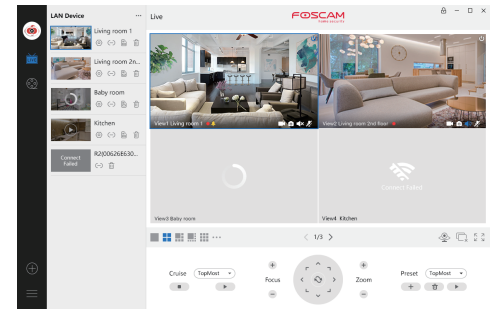 LAN Device
Living room 1
Living room 2n...
Baby room
Kitchen
Connect
Failed
R2(00626E630...
Live
FOSCAM
View1 Living room 1
View2 Living room 2nd floor
View3 Baby room
Connect Failed
View4 Kitchen
1/3
Cruise
TopMost
Focus
Zoom
Preset
TopMost